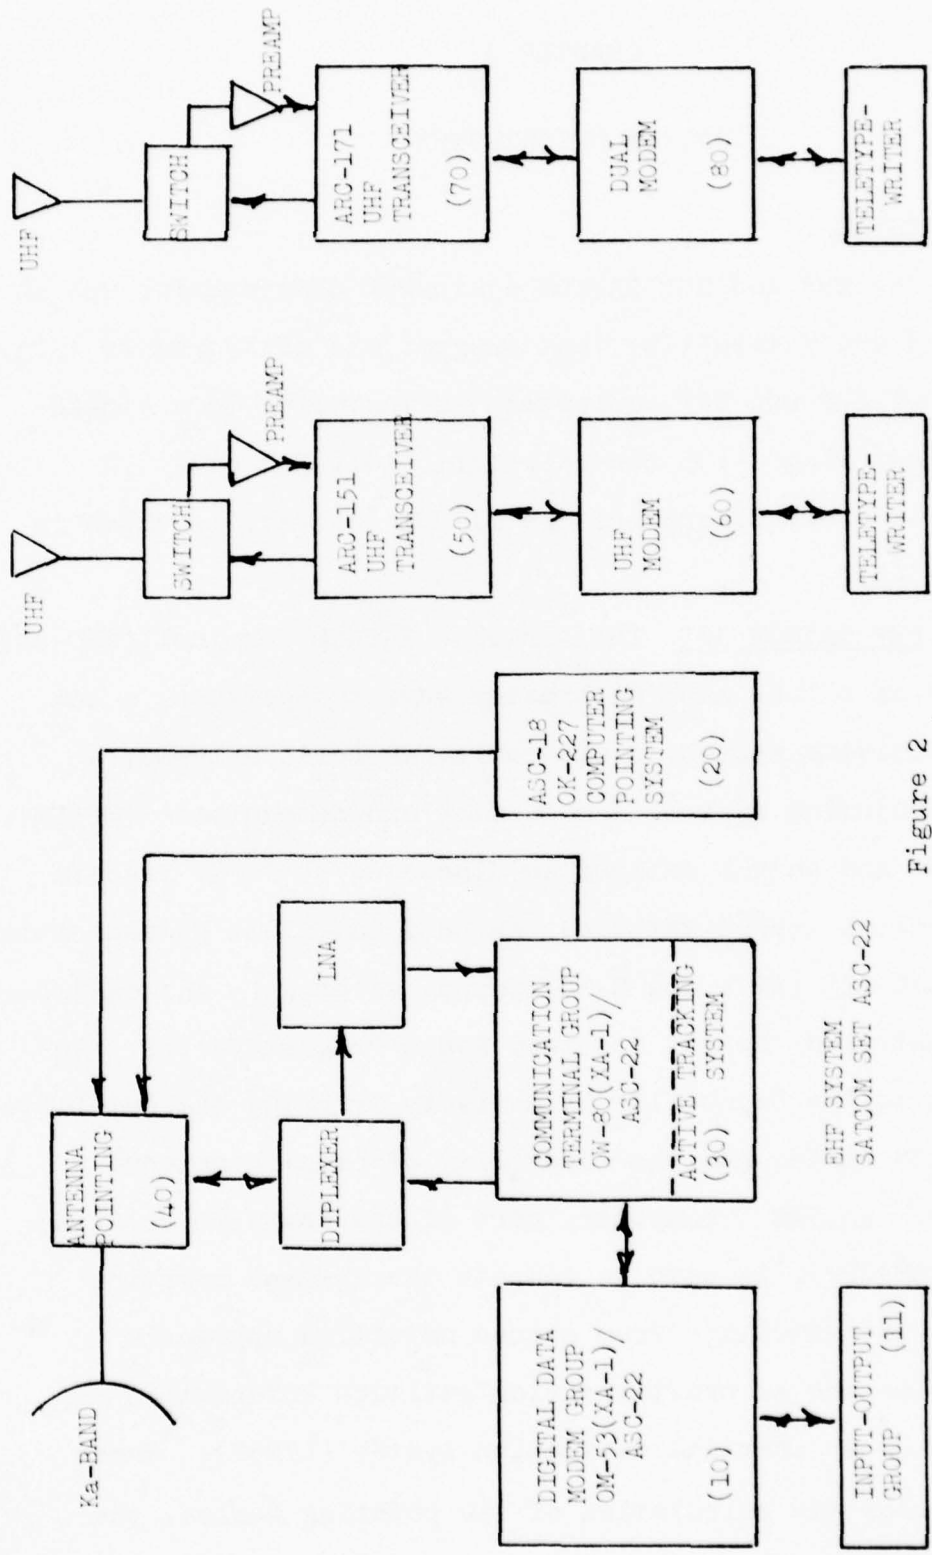 Ka-BAND
ANTENNA
POINTING
(40)
DIPLEXER
LNA
DIGITAL DATA
MODEM GROUP
OM-53(XA-1)/
ASC-22
(10)
INPUT-OUTPUT
GROUP (11)
COMMUNICATION
TERMINAL GROUP
OW-80(XA-1)/
ASC-22
ACTIVE TRACKING
(30) SYSTEM
EHF SYSTEM
SATCOM SET ASC-22
ASC-18
OK-227
COMPUTER
POINTING
SYSTEM
(20)
UHF
SWITCH
PREAMP
ARC-151
UHF
TRANSCEIVER
(50)
UHF
MODEM
(60)
TELETYPE-
WRITER
UHF
SWITCH
PREAMP
ARC-171
UHF
TRANSCEIVER
(70)
DUAL
MODEM
(80)
TELETYPE-
WRITER
Figure 2